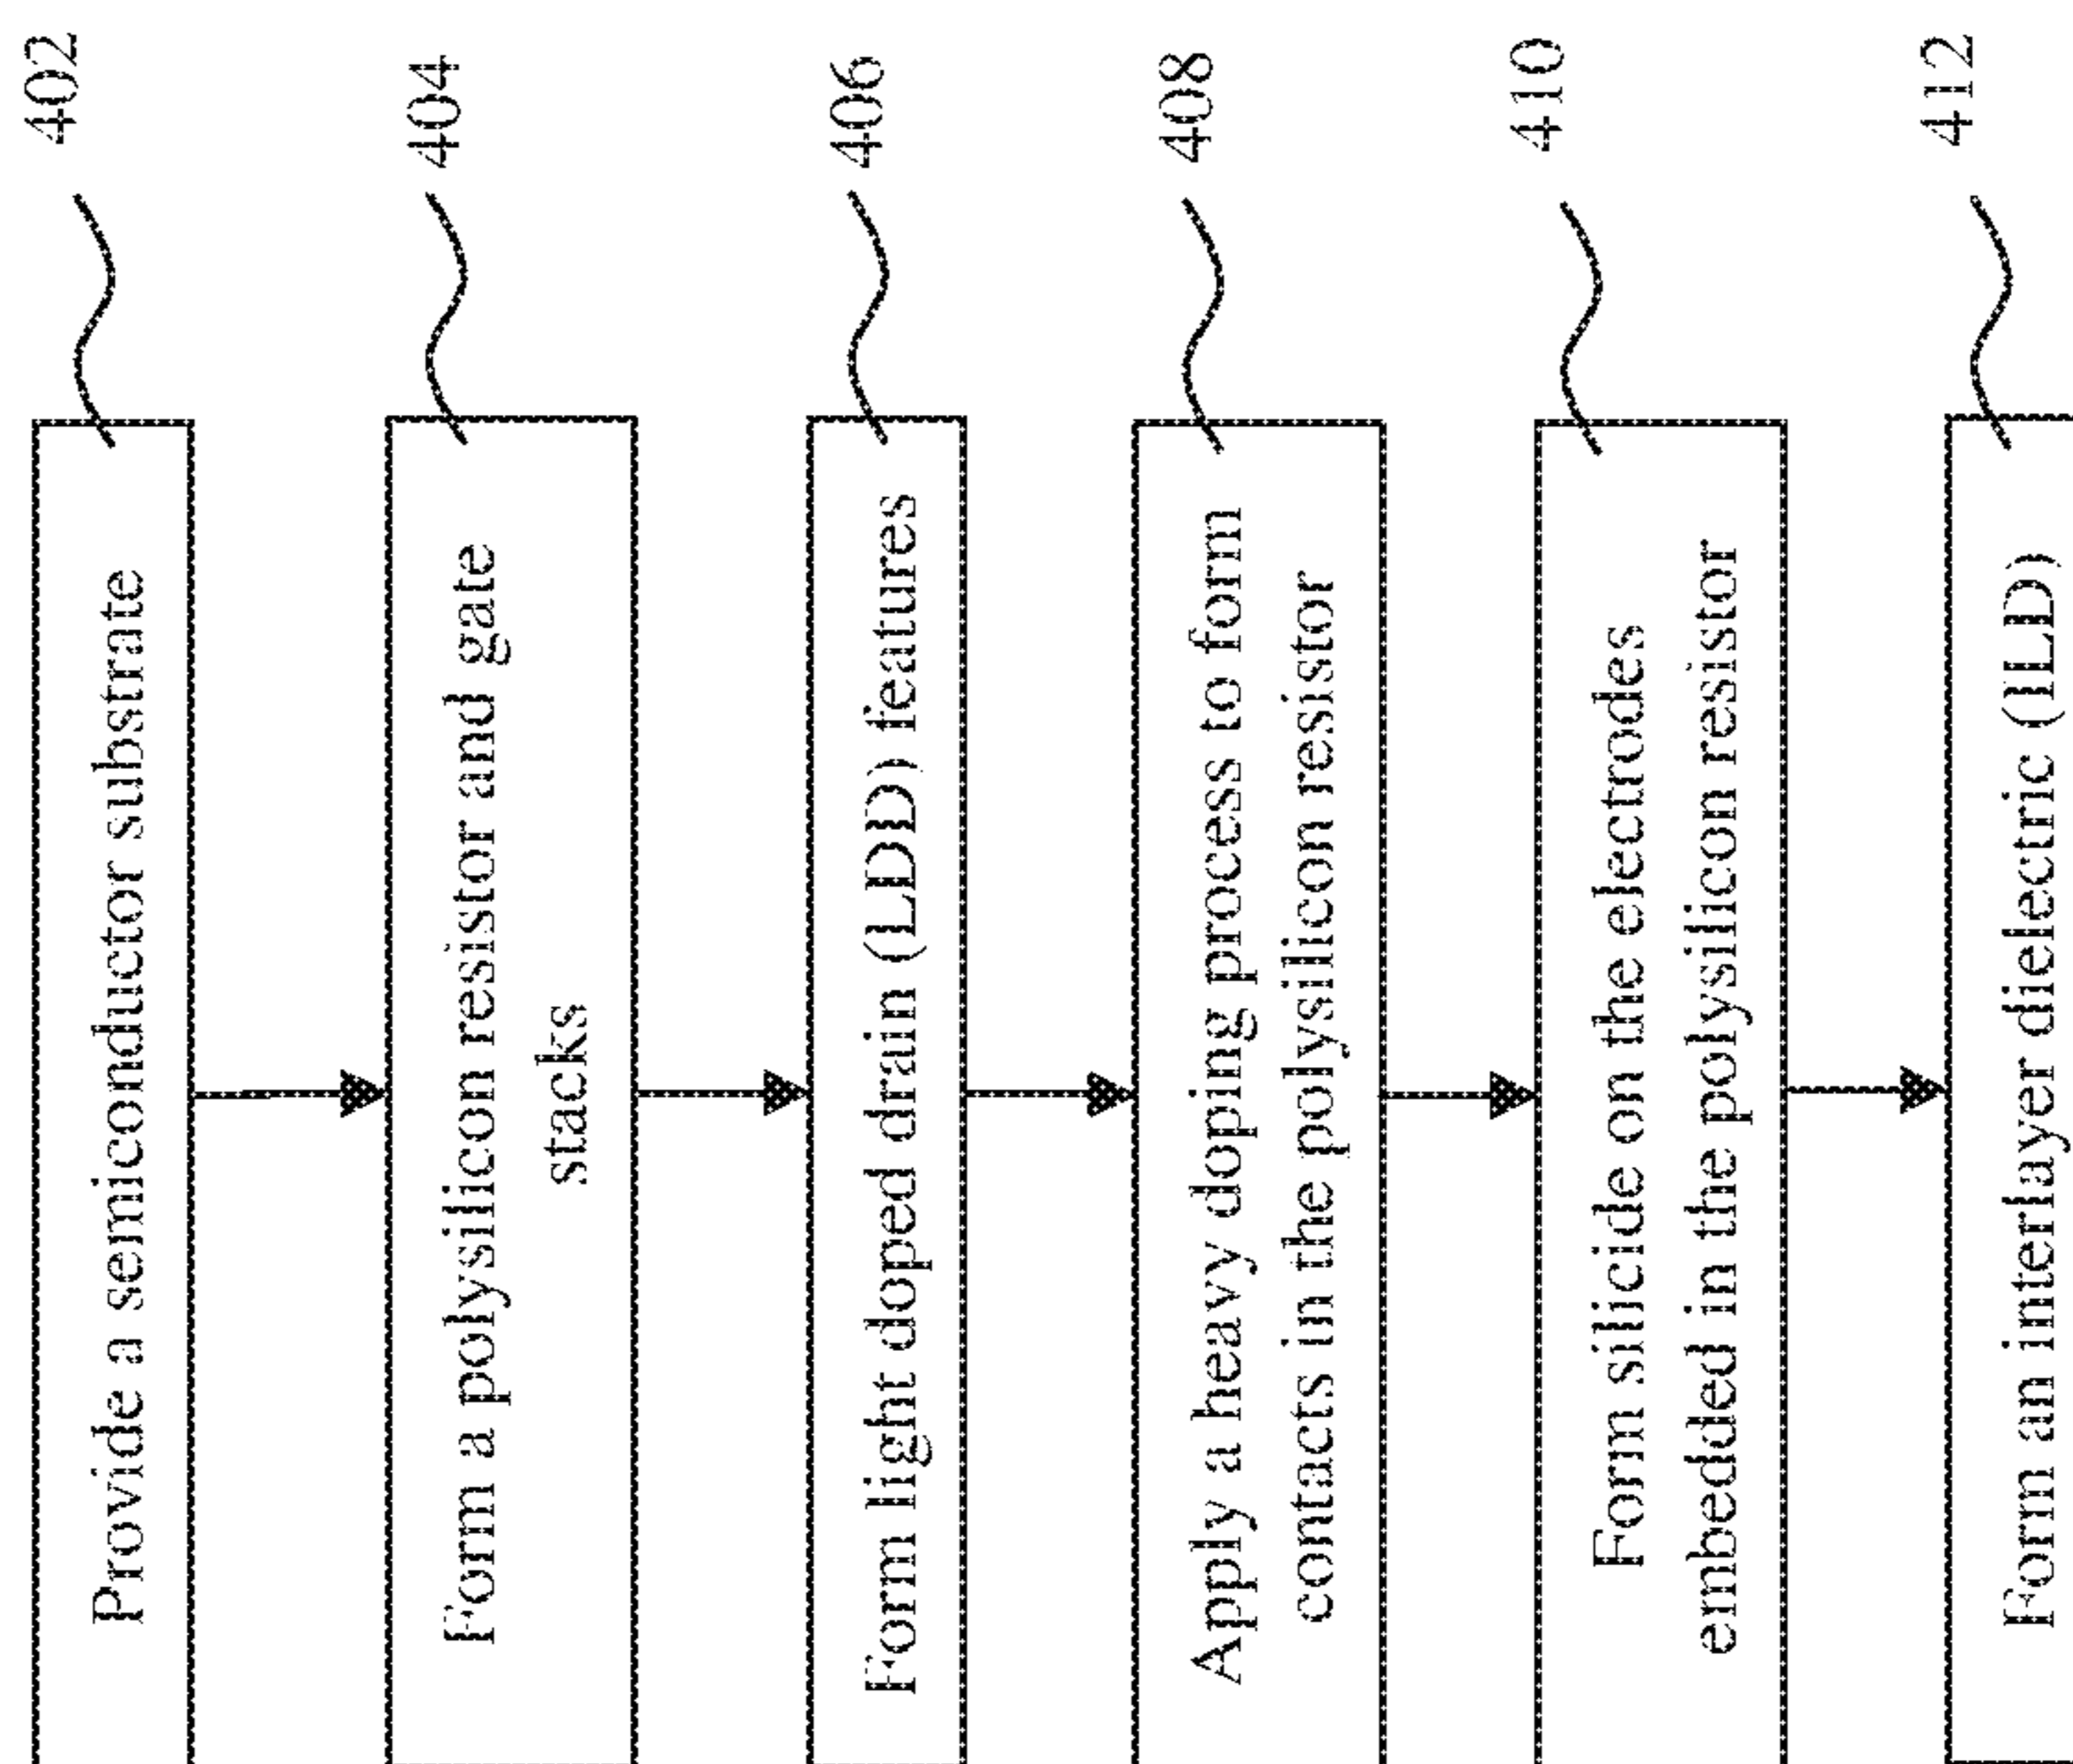 402
Provide a semiconductor substrate
404
Form a polysilicon resistor and gate
stacks
406
Form light doped drain (LDD) features
408
Apply a heavy doping process to form
contacts in the polysilicon resistor
410
Form silicide on the electrodes
embedded in the polysilicon resistor
412
Form an interlayer dielectric (ILD)